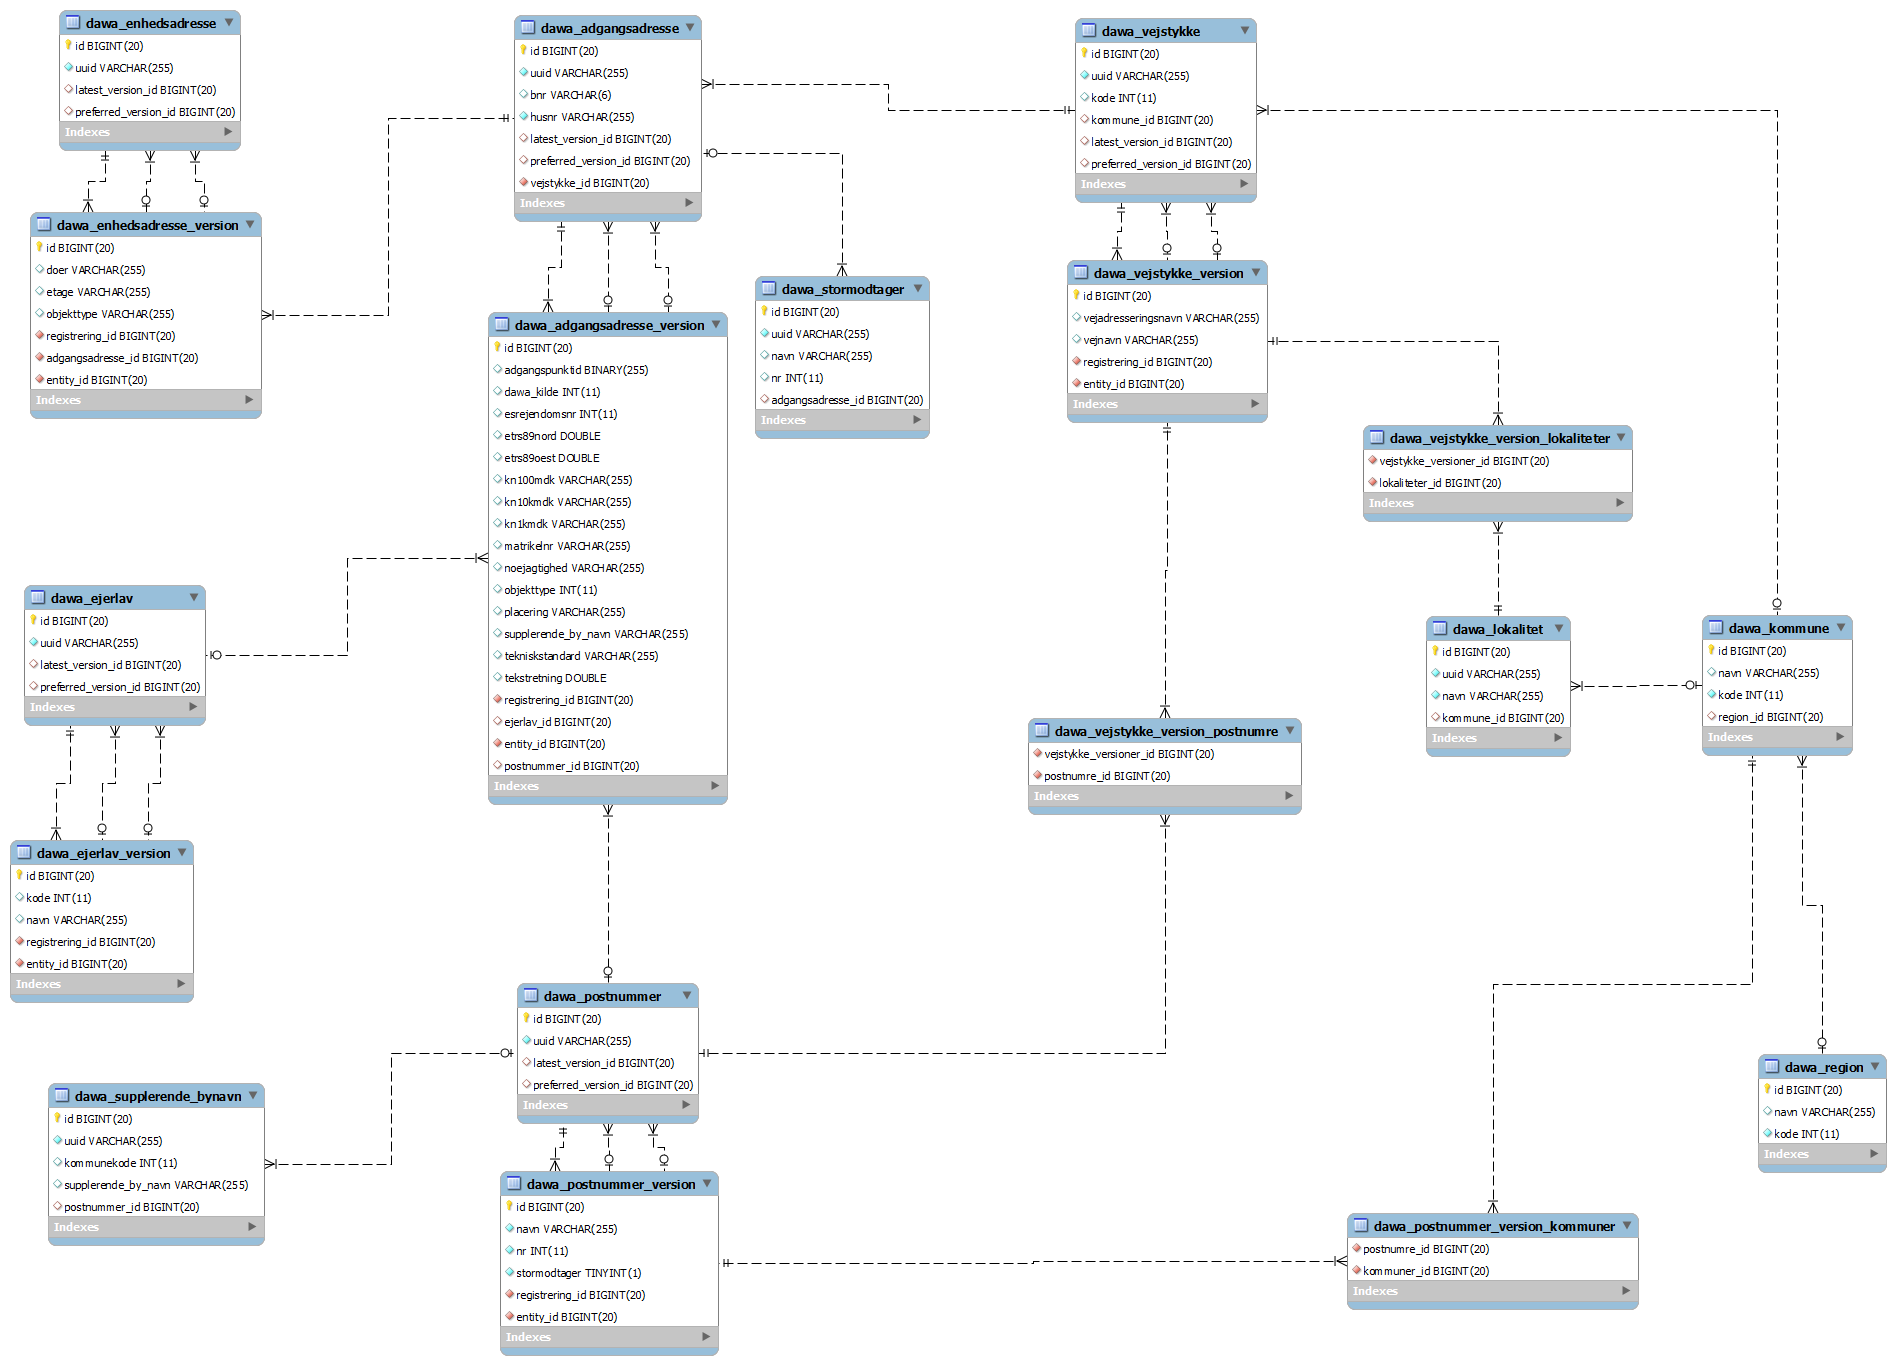 dawa_enhedsadresse
id BIGINT(20)
uuid VARCHAR(255)
latest_version_id BIGINT(20)
preferred_version_id BIGINT(20)
Indexes
dawa_enhedsadresse_version
id BIGINT(20)
doer VARCHAR(255)
etage VARCHAR(255)
objekttype VARCHAR(255)
registrering_id BIGINT(20)
adgangsadresse_id BIGINT(20)
entity_id BIGINT(20)
Indexes
dawa_adgangsadresse
id BIGINT(20)
uuid VARCHAR(255)
bnr VARCHAR(6)
husnr VARCHAR(255)
latest_version_id BIGINT(20)
preferred_version_id BIGINT(20)
vejstykke_id BIGINT(20)
Indexes
dawa_adgangsadresse_version
id BIGINT(20)
adgangspunktid BINARY(255)
dawa_kilde INT(11)
esrejendomsnr INT(11)
etrs89nord DOUBLE
etrs89oest DOUBLE
kn100mdk VARCHAR(255)
kn10kmdk VARCHAR(255)
kn1kmdk VARCHAR(255)
matrikelnr VARCHAR(255)
noejagtighed VARCHAR(255)
objekttype INT(11)
placering VARCHAR(255)
supplerende_by_navn VARCHAR(255)
tekniskstandard VARCHAR(255)
tekstretning DOUBLE
registrering_id BIGINT(20)
ejerlav_id BIGINT(20)
entity_id BIGINT(20)
postnummer_id BIGINT(20)
Indexes
dawa_stormodtager
id BIGINT(20)
uuid VARCHAR(255)
navn VARCHAR(255)
nr INT(11)
adgangsadresse_id BIGINT(20)
Indexes
dawa_vejstykke
id BIGINT(20)
uuid VARCHAR(255)
kode INT(11)
kommune_id BIGINT(20)
latest_version_id BIGINT(20)
preferred_version_id BIGINT(20)
Indexes
dawa_vejstykke_version
id BIGINT(20)
vejadresseringsnavn VARCHAR(255)
vejnavn VARCHAR(255)
registrering_id BIGINT(20)
entity_id BIGINT(20)
Indexes
dawa_vejstykke_version_lokaliteter
vejstykke_versioner_id BIGINT(20)
lokaliteter_id BIGINT(20)
Indexes
dawa_ejerlav
id BIGINT(20)
uuid VARCHAR(255)
latest_version_id BIGINT(20)
preferred_version_id BIGINT(20)
Indexes
dawa_ejerlav_version
id BIGINT(20)
kode INT(11)
navn VARCHAR(255)
registrering_id BIGINT(20)
entity_id BIGINT(20)
Indexes
dawa_lokalitet
id BIGINT(20)
uuid VARCHAR(255)
navn VARCHAR(255)
kommune_id BIGINT(20)
Indexes
dawa_kommune
id BIGINT(20)
navn VARCHAR(255)
kode INT(11)
region_id BIGINT(20)
Indexes
dawa_vejstykke_version_postnumre
vejstykke_versioner_id BIGINT(20)
postnumre_id BIGINT(20)
Indexes
dawa_postnummer
id BIGINT(20)
uuid VARCHAR(255)
latest_version_id BIGINT(20)
preferred_version_id BIGINT(20)
Indexes
dawa_supplerende_bynavn
id BIGINT(20)
uuid VARCHAR(255)
kommunekode INT(11)
supplerende_by_navn VARCHAR(255)
postnummer_id BIGINT(20)
Indexes
dawa_postnummer_version
id BIGINT(20)
navn VARCHAR(255)
nr INT(11)
stormodtager TINYINT(1)
registrering_id BIGINT(20)
entity_id BIGINT(20)
Indexes
dawa_region
id BIGINT(20)
navn VARCHAR(255)
kode INT(11)
Indexes
dawa_postnummer_version_kommuner
postnumre_id BIGINT(20)
kommuner_id BIGINT(20)
Indexes